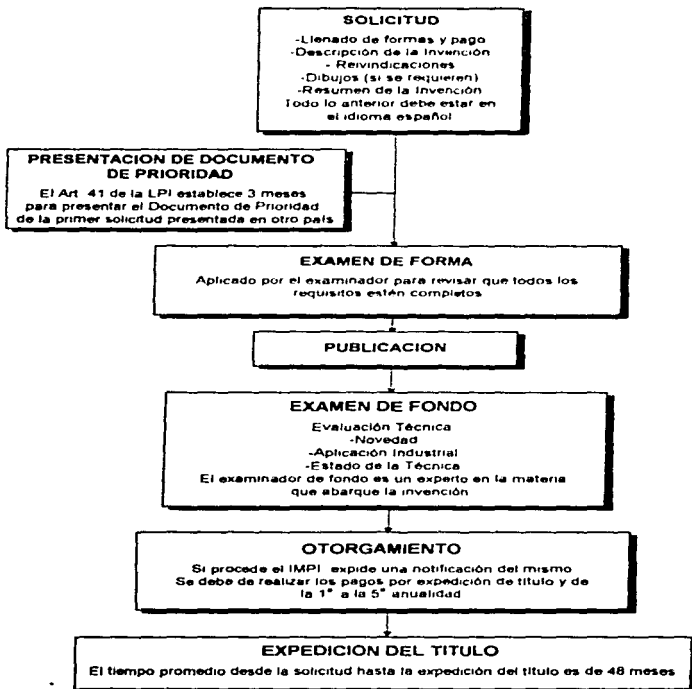 SOLICITUD
-Llenado de formas y pago
-Descripción de la Invención
- Reivindicaciones
-Dibujos (si se requieren)
-Resumen de la Invención
Todo lo anterior debe estar en
el idioma español
PRESENTACION DE DOCUMENTO
DE PRIORIDAD
El Art. 41 de la LPI establece 3 meses
para presentar el Documento de Prioridad
de la primer solicitud presentada en otro país
EXAMEN DE FORMA
Aplicado por el examinador para revisar que todos los
requisitos estén completos
PUBLICACION
EXAMEN DE FONDO
Evaluación Técnica
-Novedad
-Aplicación Industrial
-Estado de la Técnica
El examinador de fondo es un experto en la materia
que abarque la invención
OTORGAMIENTO
Si procede el IMPI expide una notificación del mismo
Se debe de realizar los pagos por expedición de título y de
la 1ª a la 5ª anualidad
EXPEDICION DEL TITULO
El tiempo promedio desde la solicitud hasta la expedición del título es de 48 meses